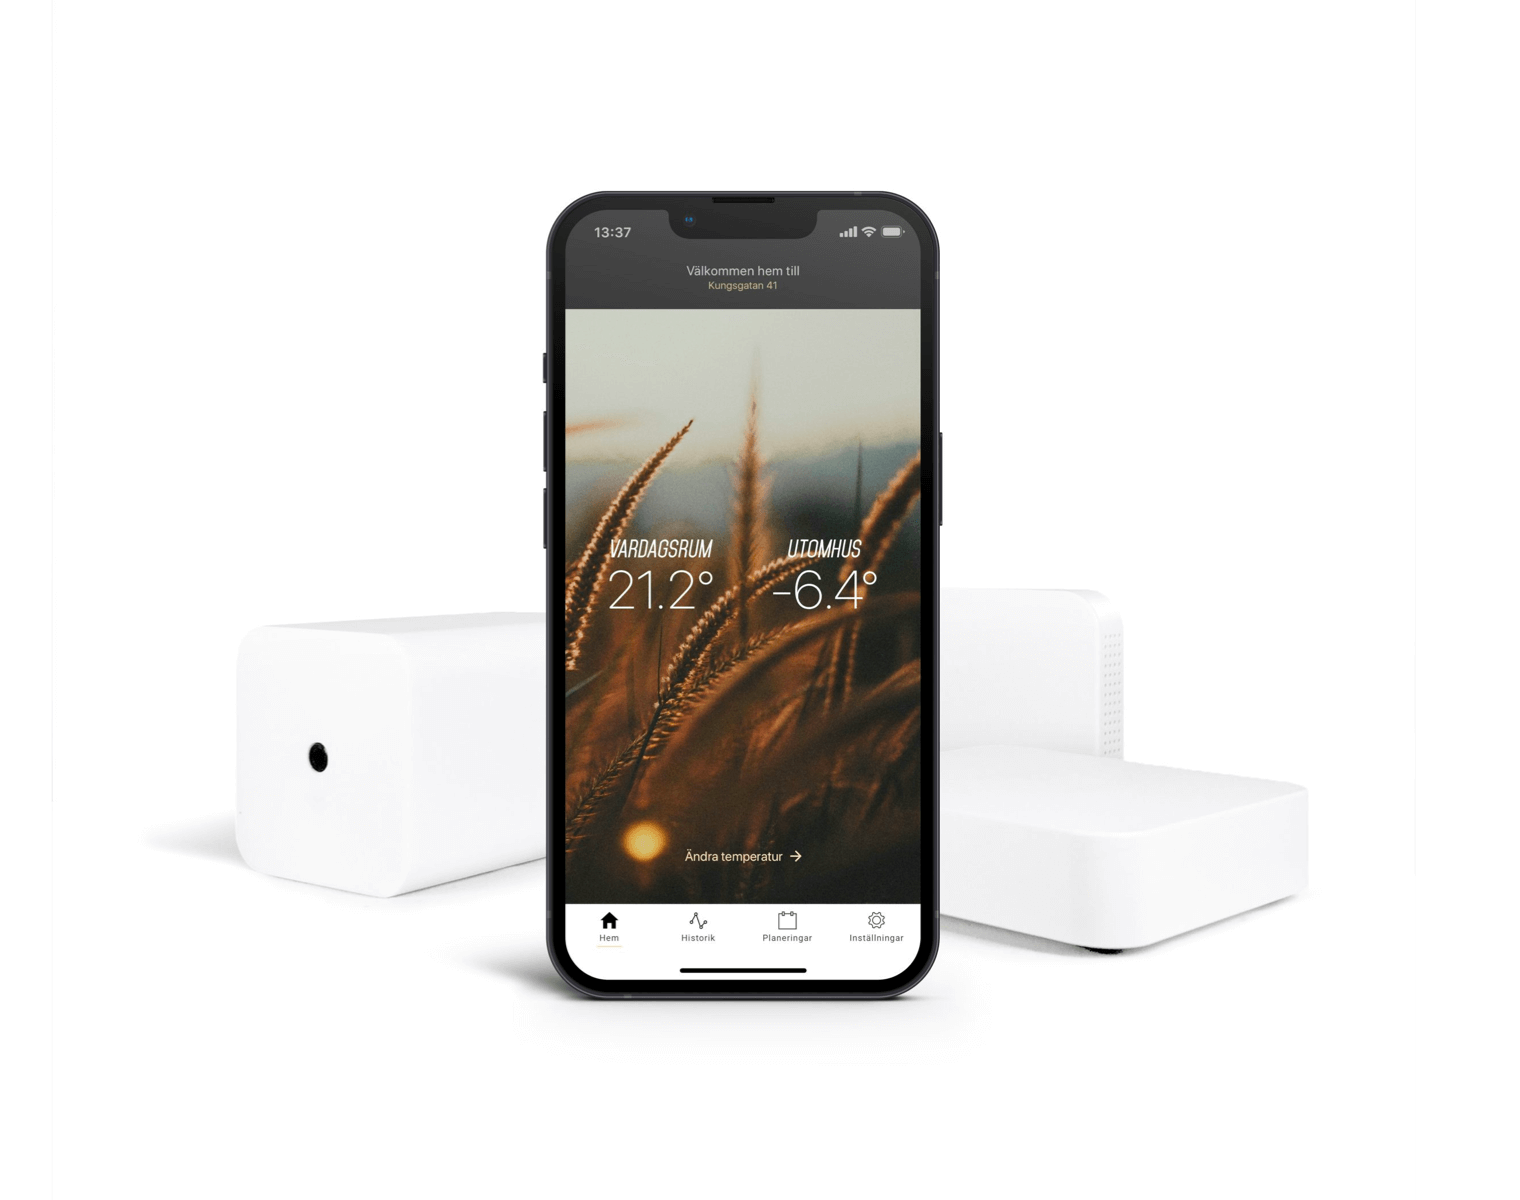 13:37
Välkommen hem till
Kungsgatan 41
VARDAGSRUM
21.2°
UTOMHUS
-6.4°
Ändra temperatur →
Hem
Historik
Planeringar
Inställningar